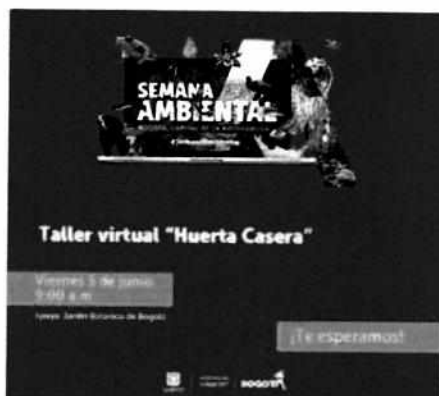 SEMANA
AMBIENTAL
Taller virtual "Huerta Casera"
Viernes 5 de junio
9:00 a.m
Apoya: Jardín Botánico de Bogotá
¡Te esperamos!
BOGOTÁ